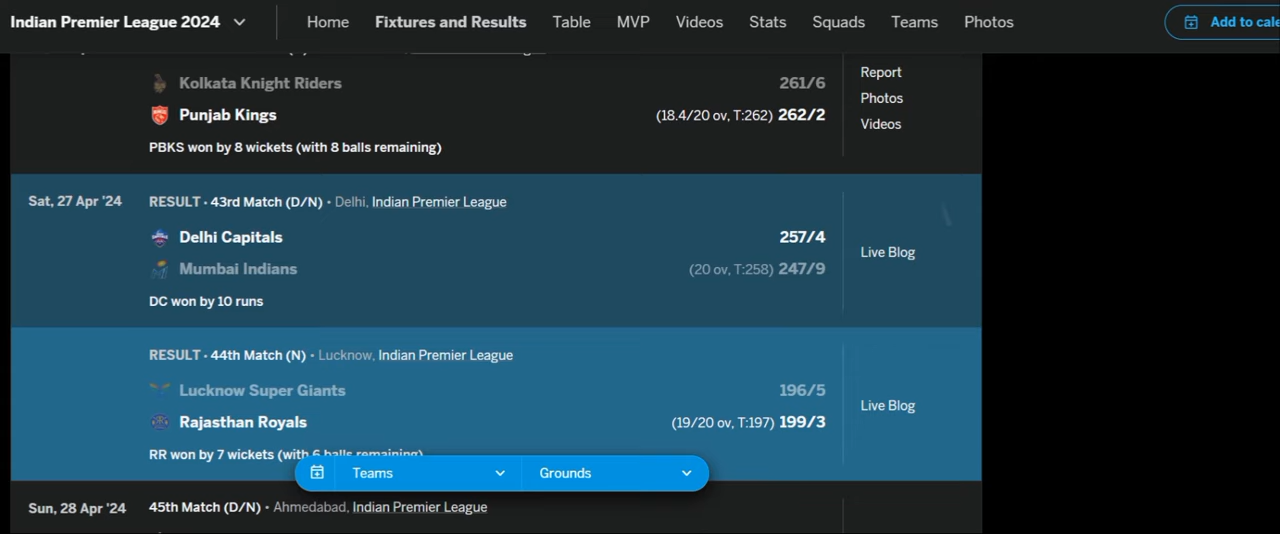 Indian Premier League 2024 Home Fixtures and Results Table MVP Videos Stats Squads Teams Photos Add to cale
Kolkata Knight Riders 261/6
Punjab Kings (18.4/20 ov, T:262) 262/2
PBKS won by 8 wickets (with 8 balls remaining)
Report
Photos
Videos
Sat, 27 Apr '24 RESULT • 43rd Match (D/N) • Delhi, Indian Premier League
Delhi Capitals 257/4
Mumbai Indians (20 ov, T:258) 247/9
DC won by 10 runs
Live Blog
RESULT • 44th Match (N) • Lucknow, Indian Premier League
Lucknow Super Giants 196/5
Rajasthan Royals (19/20 ov, T:197) 199/3
RR won by 7 wickets (with 6 balls remaining)
Live Blog
Teams Grounds
Sun, 28 Apr '24 45th Match (D/N) • Ahmedabad, Indian Premier League